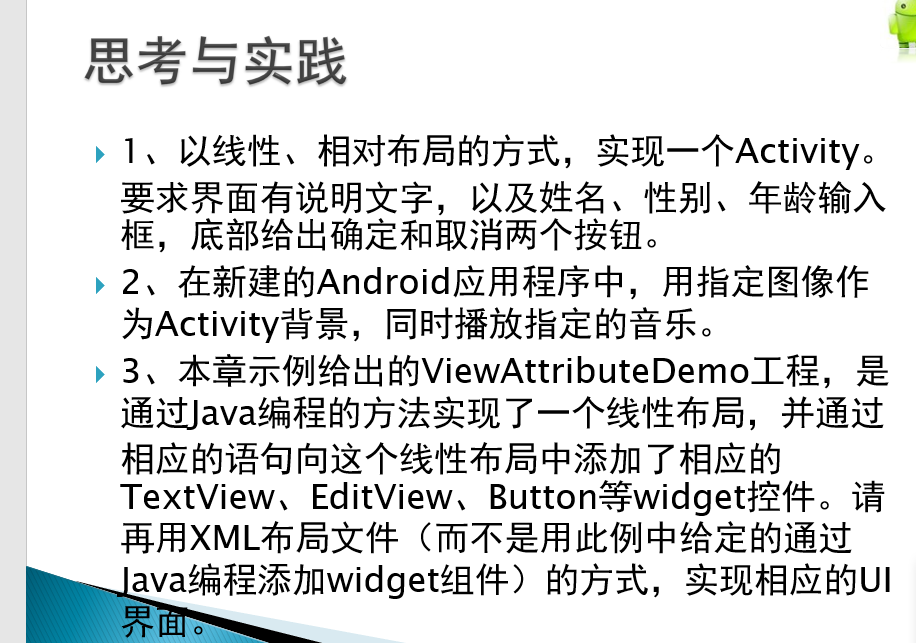 思考与实践
1、以线性、相对布局的方式，实现一个Activity。
要求界面有说明文字，以及姓名、性别、年龄输入
框，底部给出确定和取消两个按钮。
2、在新建的Android应用程序中，用指定图像作
为Activity背景，同时播放指定的音乐。
3、本章示例给出的ViewAttributeDemo工程，是
通过Java编程的方法实现了一个线性布局，并通过
相应的语句向这个线性布局中添加了相应的
TextView、EditView、Button等widget控件。请
再用XML布局文件（而不是用此例中给定的通过
Java编程添加widget组件）的方式，实现相应的UI
界面。